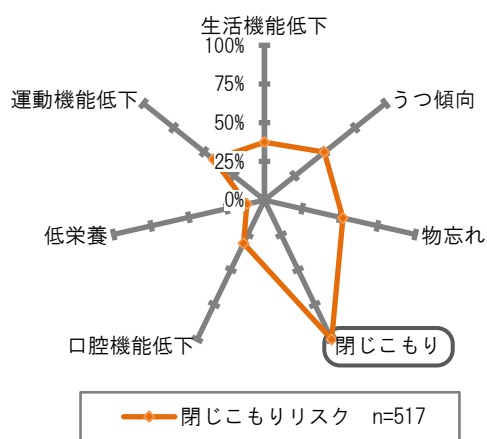 生活機能低下
100%
75%
50%
25%
0%
うつ傾向
物忘れ
閉じこもり
口腔機能低下
低栄養
運動機能低下
閉じこもりリスク n=517